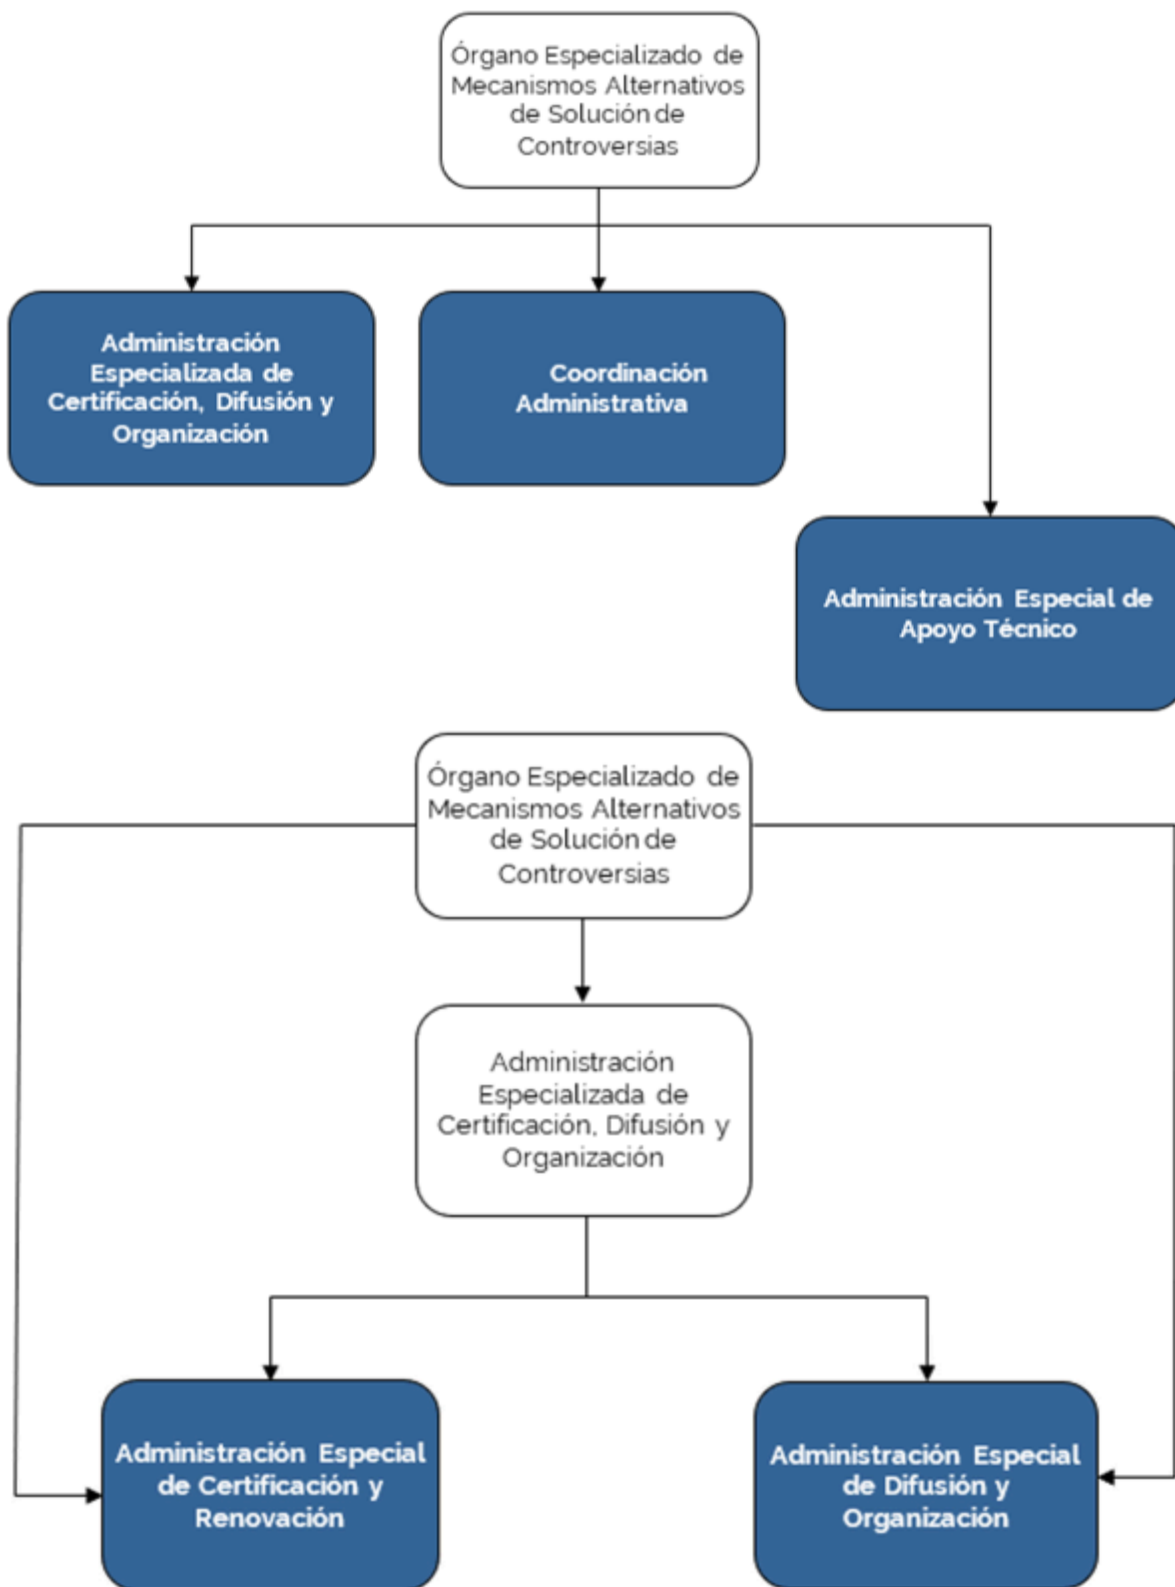 Órgano Especializado de
Mecanismos Alternativos
de Solución de
Controversias
Administración
Especializada de
Certificación, Difusión y
Organización
Coordinación
Administrativa
Administración Especial de
Apoyo Técnico
Órgano Especializado de
Mecanismos Alternativos
de Solución de
Controversias
Administración
Especializada de
Certificación, Difusión y
Organización
Administración Especial
de Certificación y
Renovación
Administración Especial
de Difusión y
Organización